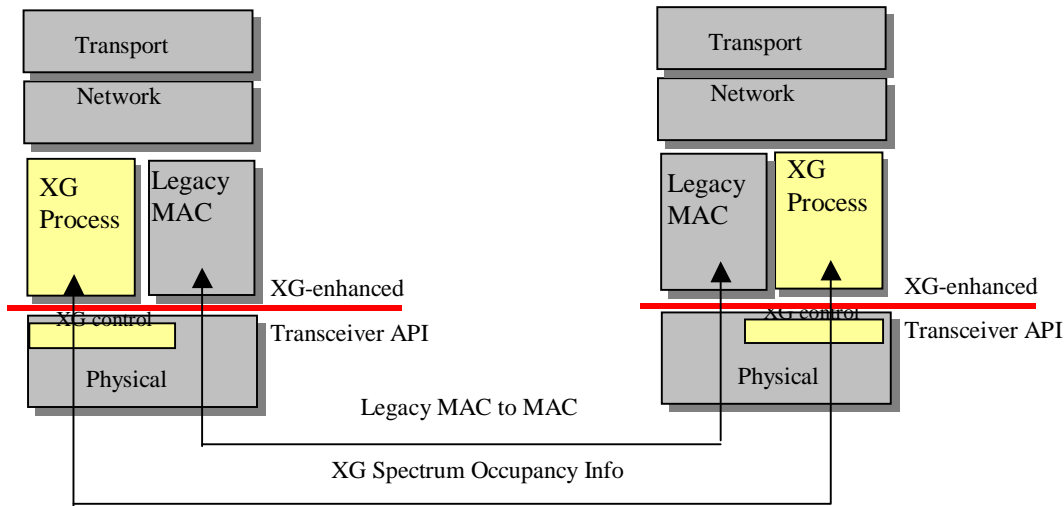 Transport
Network
XG
Process
Legacy
MAC
XG-enhanced
XG control
Transceiver API
Physical
Transport
Network
Legacy
MAC
XG
Process
XG-enhanced
XG control
Transceiver API
Physical
Legacy MAC to MAC
XG Spectrum Occupancy Info